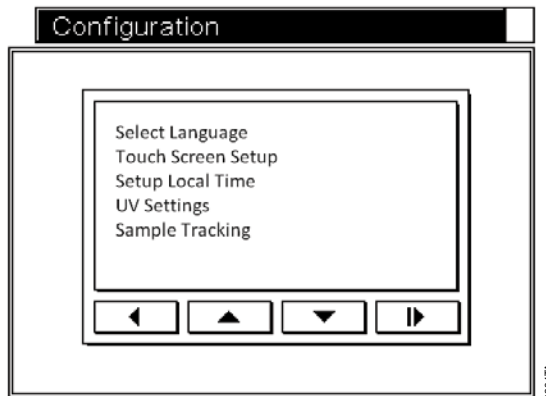 Configuration
Select Language
Touch Screen Setup
Setup Local Time
UV Settings
Sample Tracking